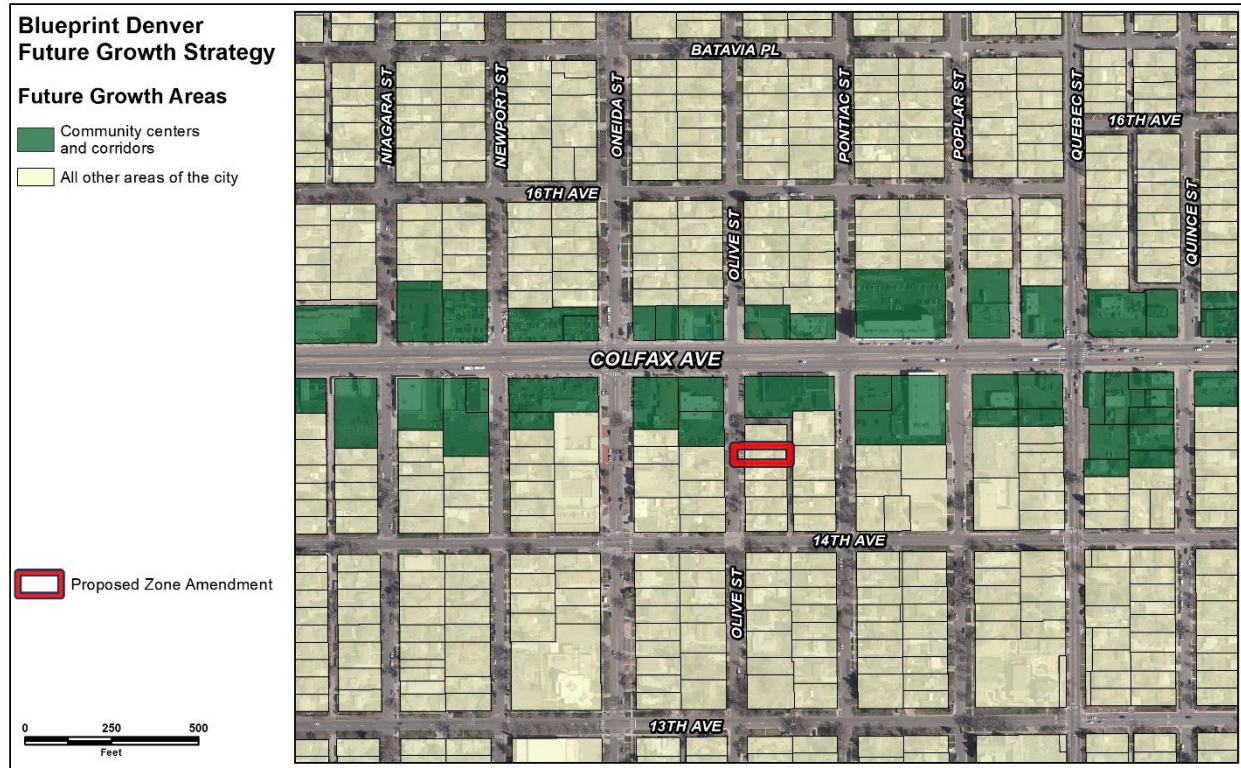 Blueprint Denver
Future Growth Strategy
Future Growth Areas
Community centers
and corridors
All other areas of the city
Proposed Zone Amendment
0 250 500
Feet
BATAVIA PL
NIAGARA ST
NEWPORT ST
ONEIDA ST
PONTIAC ST
POPLAR ST
QUEBEC ST
16TH AVE
16TH AVE
OLIVE ST
QUINCE ST
COLFAX AVE
14TH AVE
OLIVE ST
13TH AVE